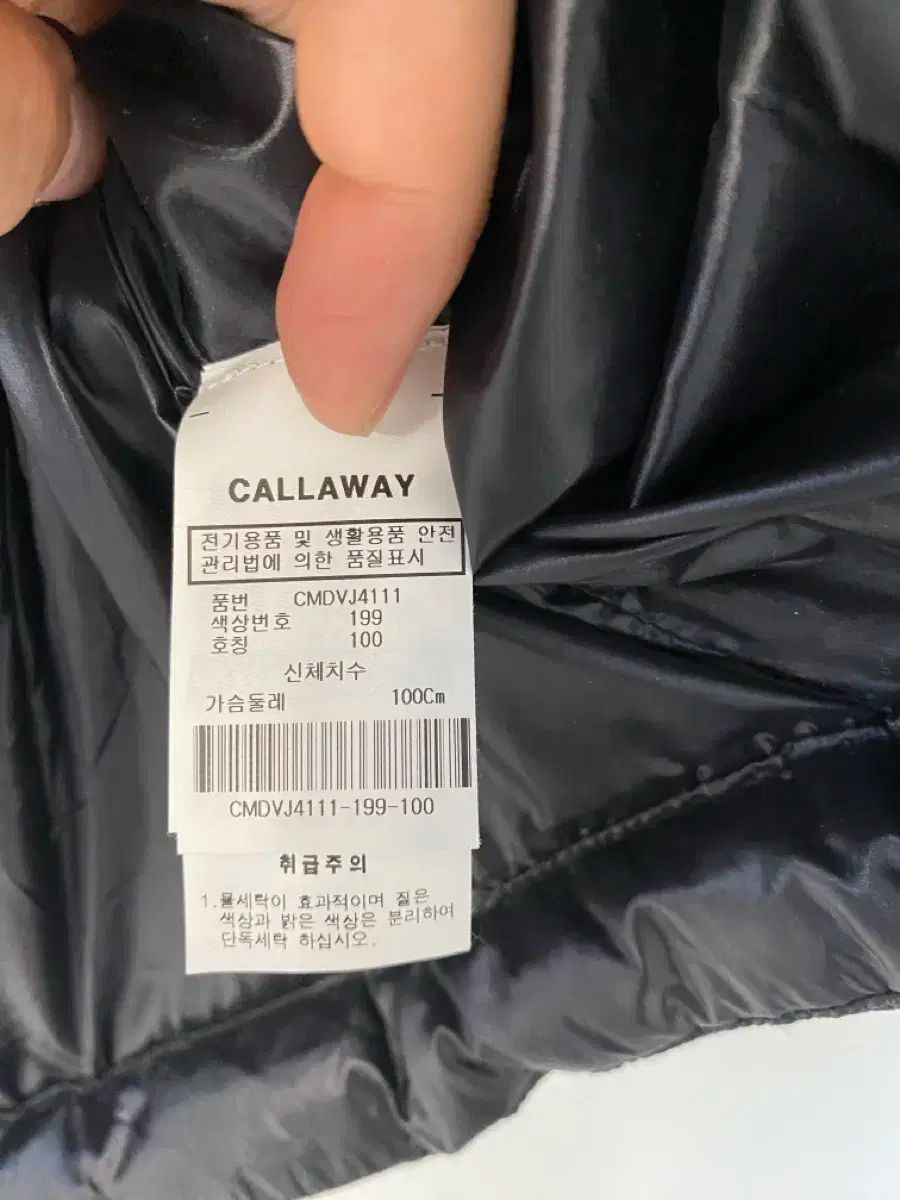 CALLAWAY
전기용품 및 생활용품 안전
관리법에 의한 품질표시
품번 CMDVJ4111
색상번호 199
호칭 100
신체치수
가슴둘레 100Cm
CMDVJ4111-199-100
취급주의
1.물세탁이 효과적이며 짙은
색상과 밝은 색상은 분리하여
단독세탁 하십시오.